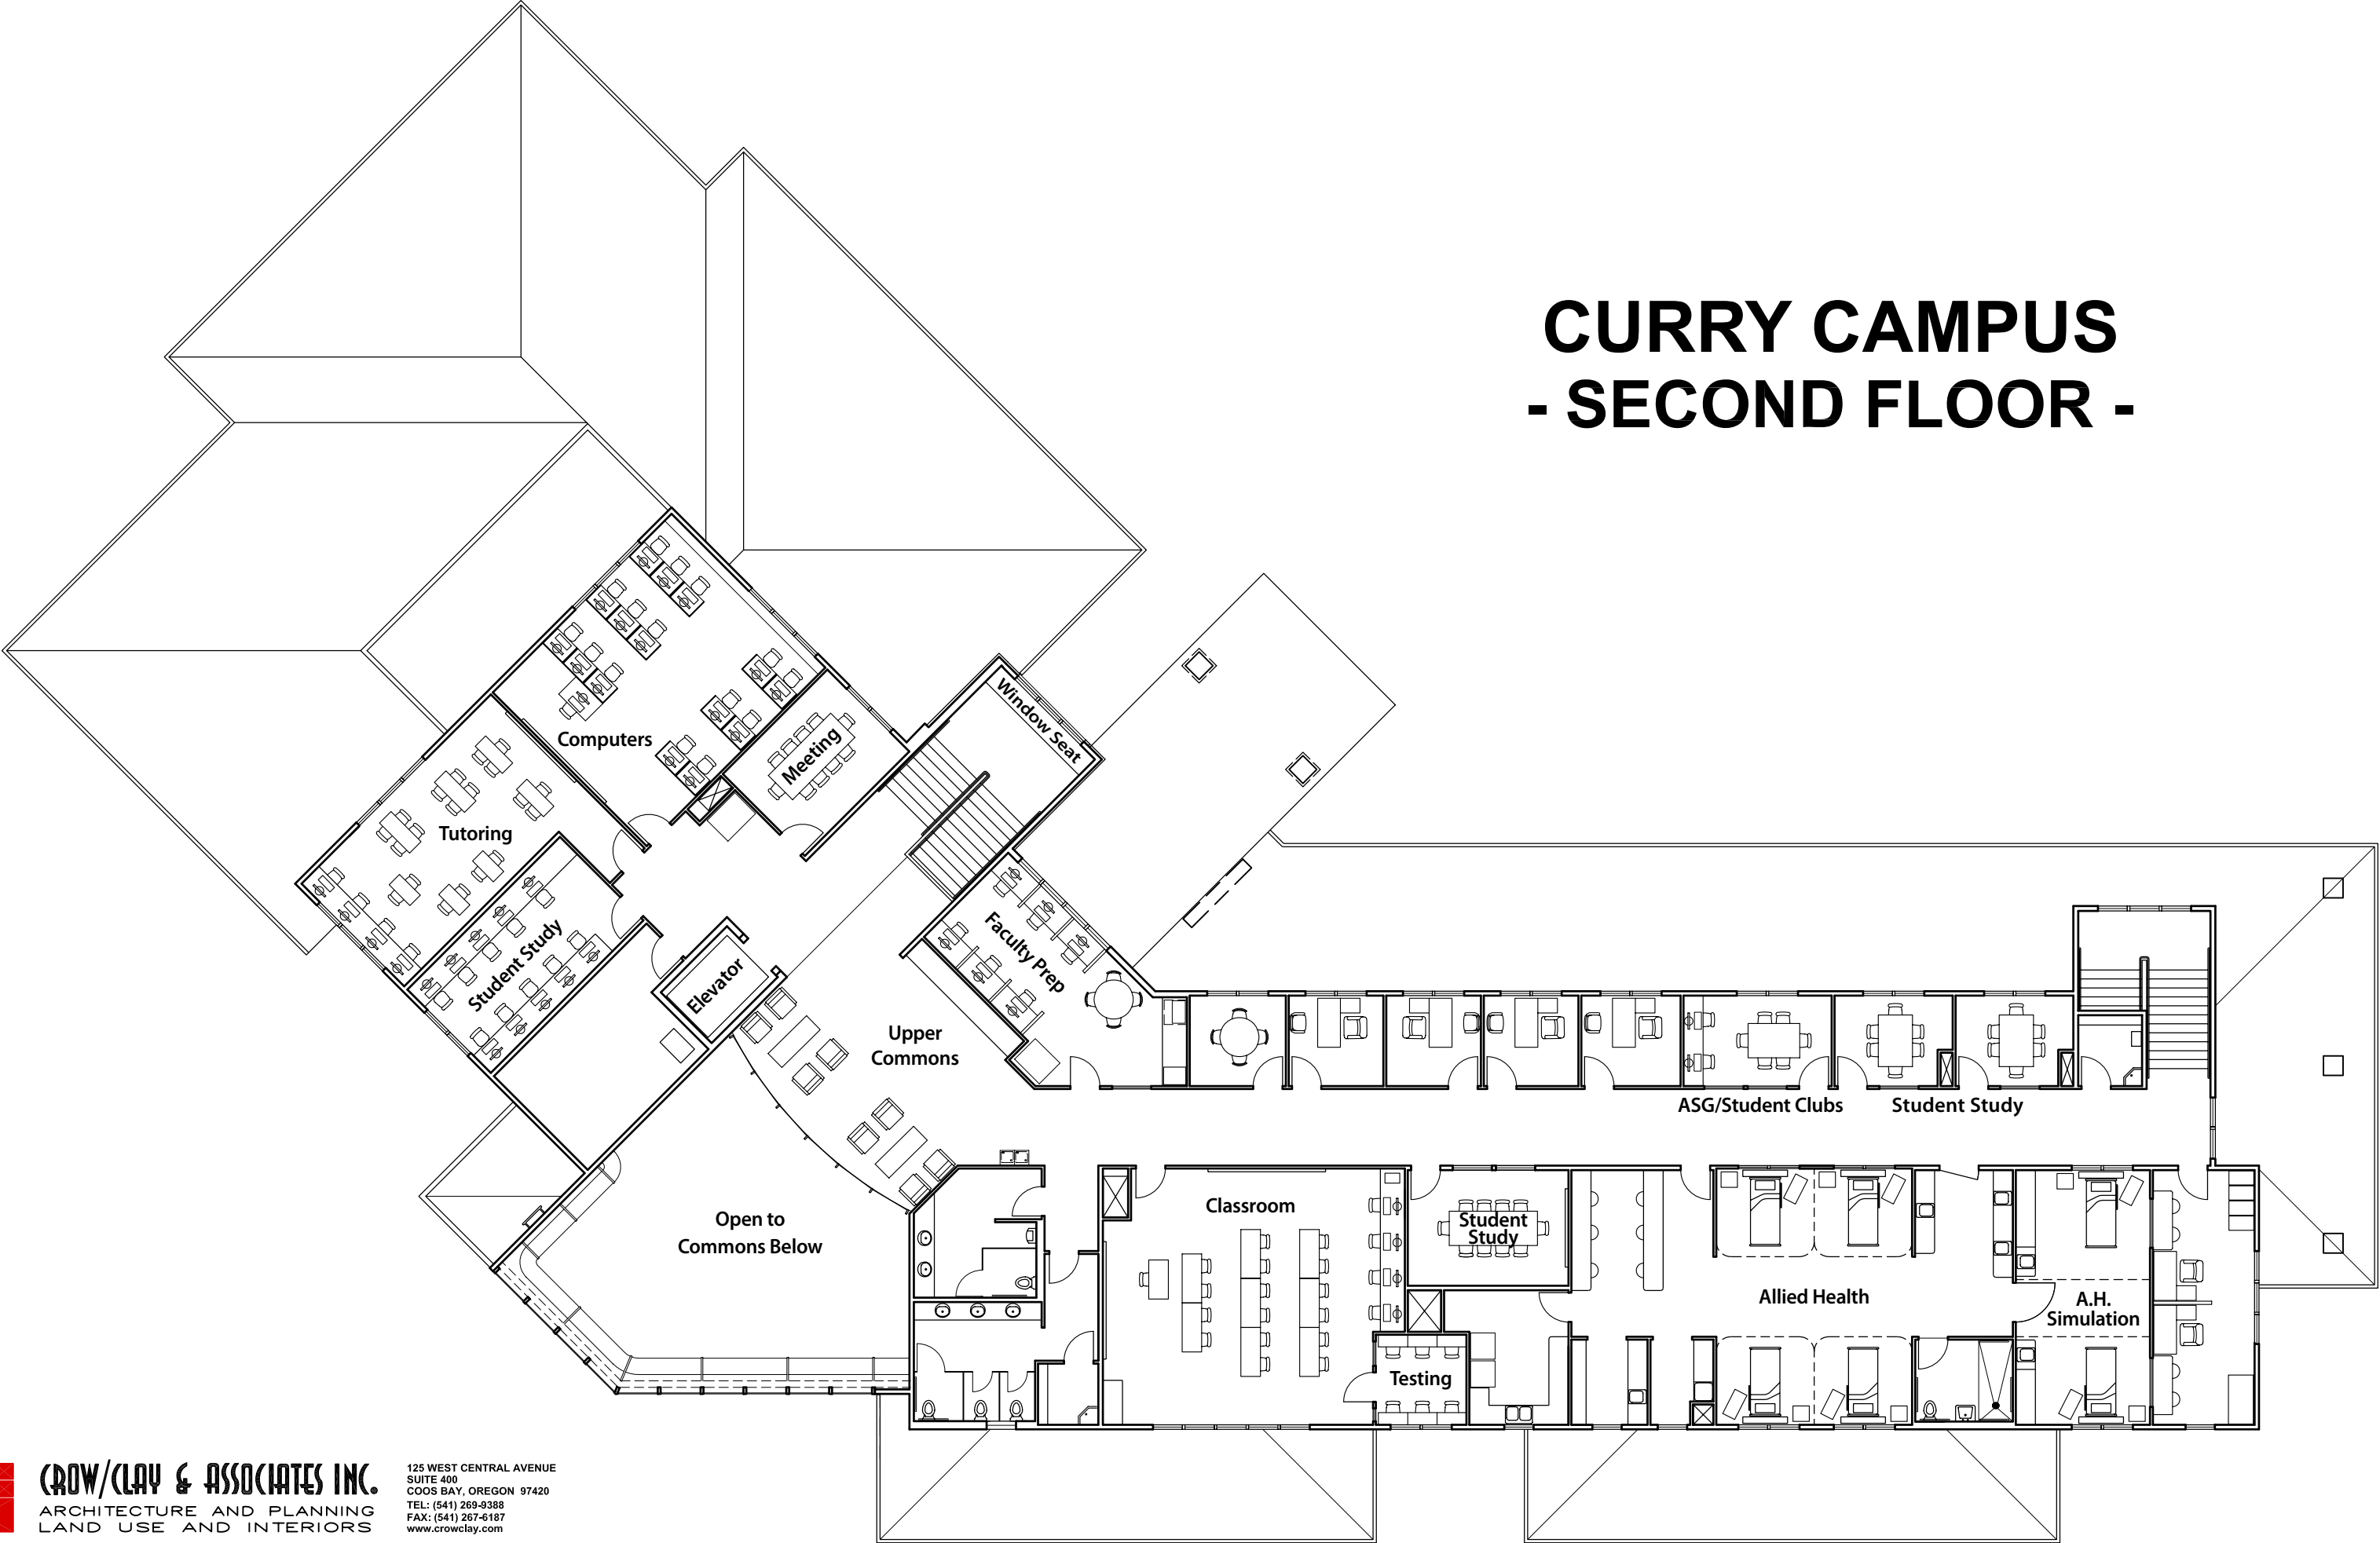 CURRY CAMPUS
- SECOND FLOOR -
Window Seat
Computers
Meeting
Tutoring
Student Study
Faculty Prep
Elevator
Upper
Commons
ASG/Student Clubs
Student Study
Open to
Commons Below
Classroom
Student
Study
Allied Health
A.H.
Simulation
Testing
CROW/CLAY & ASSOCIATES INC.
ARCHITECTURE AND PLANNING
LAND USE AND INTERIORS
125 WEST CENTRAL AVENUE
SUITE 400
COOS BAY, OREGON 97420
TEL: (541) 269-9388
FAX: (541) 267-6187
www.crowclay.com